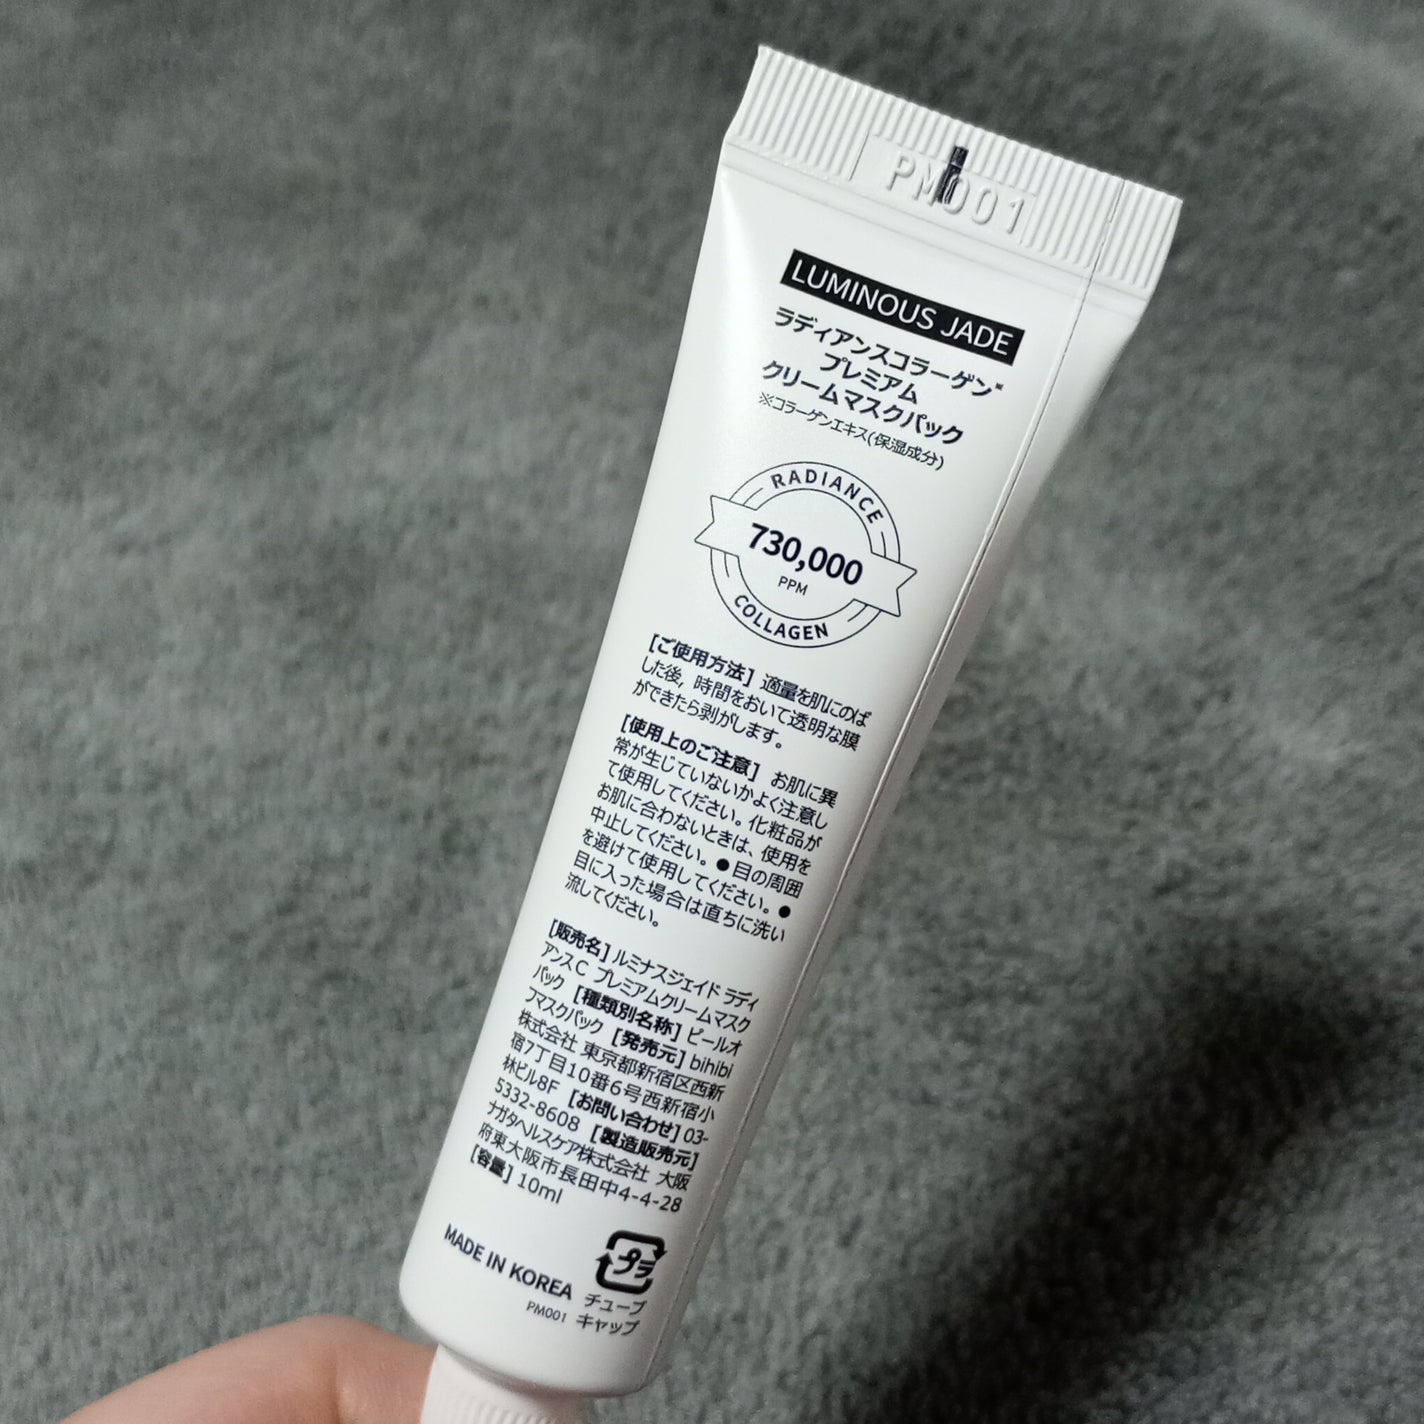 PM001
LUMINOUS JADE
ラディアンスコラーゲン※
プレミアム
クリームマスクパック
※コラーゲンエキス(保湿成分)
RADIANCE
730,000
PPM
COLLAGEN
[ご使用方法] 適量を肌にのば
した後, 時間をおいて透明な膜
ができたら剥がします。
[使用上のご注意] お肌に異
常が生じていないかよく注意し
て使用してください。化粧品が
お肌に合わないときは、使用を
中止してください。●目の周囲
を避けて使用してください。●
目に入った場合は直ちに洗い
流してください。
[販売名] ルミナスジェイド ラディ
アンスC プレミアムクリームマスク
パック [種類別名称] ピールオ
フマスクパック [発売元] bihibi
株式会社 東京都新宿区西新
宿7丁目10番6号西新宿小
林ビル8F [お問い合わせ] 03-
5332-8608 [製造販売元]
ナガタヘルスケア株式会社 大阪
府東大阪市長田中4-4-28
[容量] 10ml
MADE IN KOREA
PM001
プラ
チューブ
キャップ